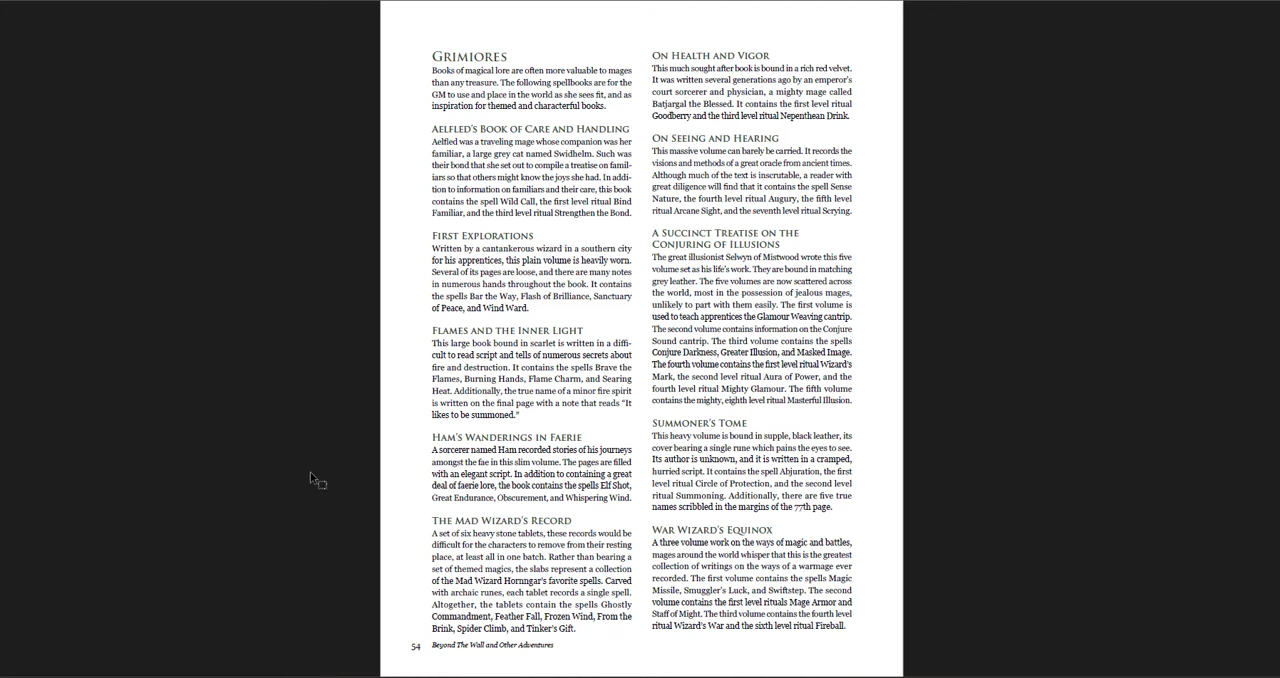 GRIMIORES
Books of magical lore are often more valuable to mages
than any treasure. The following spellbooks are for the
GM to use and place in the world as she sees fit, and as
inspiration for themed and characterful books.
AELFLED'S BOOK OF CARE AND HANDLING
Aelfled was a traveling mage whose companion was her
familiar, a large grey cat named Swidhelm. Such was
their bond that she set out to compile a treatise on famil-
iars so that others might know the joys she had. In addi-
tion to information on familiars and their care, this book
contains the spell Wild Call, the first level ritual Bind
Familiar, and the third level ritual Strengthen the Bond.
FIRST EXPLORATIONS
Written by a cantankerous wizard in a southern city
for his apprentices, this plain volume is heavily worn.
Several of its pages are loose, and there are many notes
in numerous hands throughout the book. It contains
the spells Bar the Way, Flash of Brilliance, Sanctuary
of Peace, and Wind Ward.
FLAMES AND THE INNER LIGHT
This large book bound in scarlet is written in a diffi-
cult to read script and tells of numerous secrets about
fire and destruction. It contains the spells Brave the
Flames, Burning Hands, Flame Charm, and Searing
Heat. Additionally, the true name of a minor fire spirit
is written on the final page with a note that reads "It
likes to be summoned."
HAM'S WANDERINGS IN FAERIE
A sorcerer named Ham recorded stories of his journeys
amongst the fae in this slim volume. The pages are filled
with an elegant script. In addition to containing a great
deal of faerie lore, the book contains the spells Elf Shot,
Great Endurance, Obscurement, and Whispering Wind.
THE MAD WIZARD'S RECORD
A set of six heavy stone tablets, these records would be
difficult for the characters to remove from their resting
place, at least all in one batch. Rather than bearing a
set of themed magics, the slabs represent a collection
of the Mad Wizard Horngar's favorite spells. Carved
with archaic runes, each tablet records a single spell.
Altogether, the tablets contain the spells Ghostly
Commandment, Feather Fall, Frozen Wind, From the
Brink, Spider Climb, and Tinker's Gift.
54 Beyond The Wall and Other Adventures
ON HEALTH AND VIGOR
This much sought after book is bound in a rich red velvet.
It was written several generations ago by an emperor's
court sorcerer and physician, a mighty mage called
Batjargal the Blessed. It contains the first level ritual
Goodberry and the third level ritual Nepenthean Drink.
ON SEEING AND HEARING
This massive volume can barely be carried. It records the
visions and methods of a great oracle from ancient times.
Although much of the text is inscrutable, a reader with
great diligence will find that it contains the spell Sense
Nature, the fourth level ritual Augury, the fifth level
ritual Arcane Sight, and the seventh level ritual Scrying.
A SUCCINCT TREATISE ON THE
CONJURING OF ILLUSIONS
The great illusionist Selwyn of Mistwood wrote this five
volume set as his life's work. They are bound in matching
grey leather. The five volumes are now scattered across
the world, most in the possession of jealous mages,
unlikely to part with them easily. The first volume is
used to teach apprentices the Glamour Weaving cantrip.
The second volume contains information on the Conjure
Sound cantrip. The third volume contains the spells
Conjure Darkness, Greater Illusion, and Masked Image.
The fourth volume contains the first level ritual Wizard's
Mark, the second level ritual Aura of Power, and the
fourth level ritual Mighty Glamour. The fifth volume
contains the mighty, eighth level ritual Masterful Illusion.
SUMMONER'S TOME
This heavy volume is bound in supple, black leather, its
cover bearing a single rune which pains the eyes to see.
Its author is unknown, and it is written in a cramped,
hurried script. It contains the spell Abjuration, the first
level ritual Circle of Protection, and the second level
ritual Summoning. Additionally, there are five true
names scribbled in the margins of the 77th page.
WAR WIZARD'S EQUINOX
A three volume work on the ways of magic and battles,
mages around the world whisper that this is the greatest
collection of writings on the ways of a warmage ever
recorded. The first volume contains the spells Magic
Missile, Smuggler's Luck, and Swiftstep. The second
volume contains the first level rituals Mage Armor and
Staff of Might. The third volume contains the fourth level
ritual Wizard's War and the sixth level ritual Fireball.